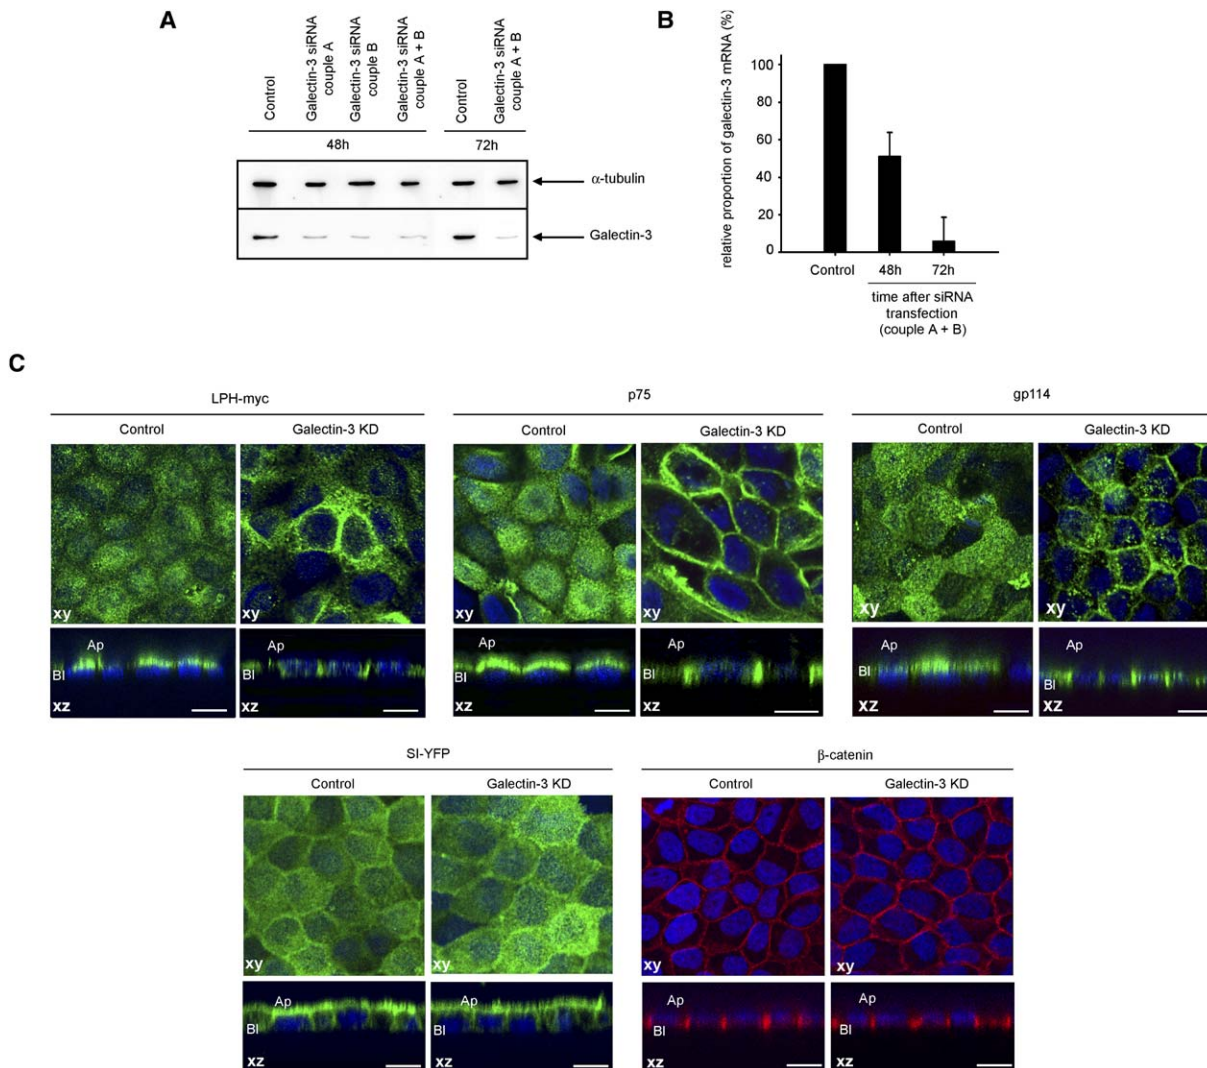 A
Control
Galectin-3 siRNA
couple A
Galectin-3 siRNA
couple B
Galectin-3 siRNA
couple A + B
Control
Galectin-3 siRNA
couple A + B
48h
72h
α-tubulin
Galectin-3
B
relative proportion of galectin-3 mRNA (%)
100
80
60
40
20
0
Control
48h
72h
time after siRNA
transfection
(couple A + B)
C
LPH-myc
p75
gp114
Control
Galectin-3 KD
Control
Galectin-3 KD
Control
Galectin-3 KD
xy
xy
xy
xy
xy
xy
Ap
Ap
Ap
Ap
Ap
Ap
Bl
Bl
Bl
Bl
Bl
Bl
xz
xz
xz
xz
xz
xz
SI-YFP
β-catenin
Control
Galectin-3 KD
Control
Galectin-3 KD
xy
xy
xy
xy
Ap
Ap
Ap
Ap
Bl
Bl
Bl
Bl
xz
xz
xz
xz